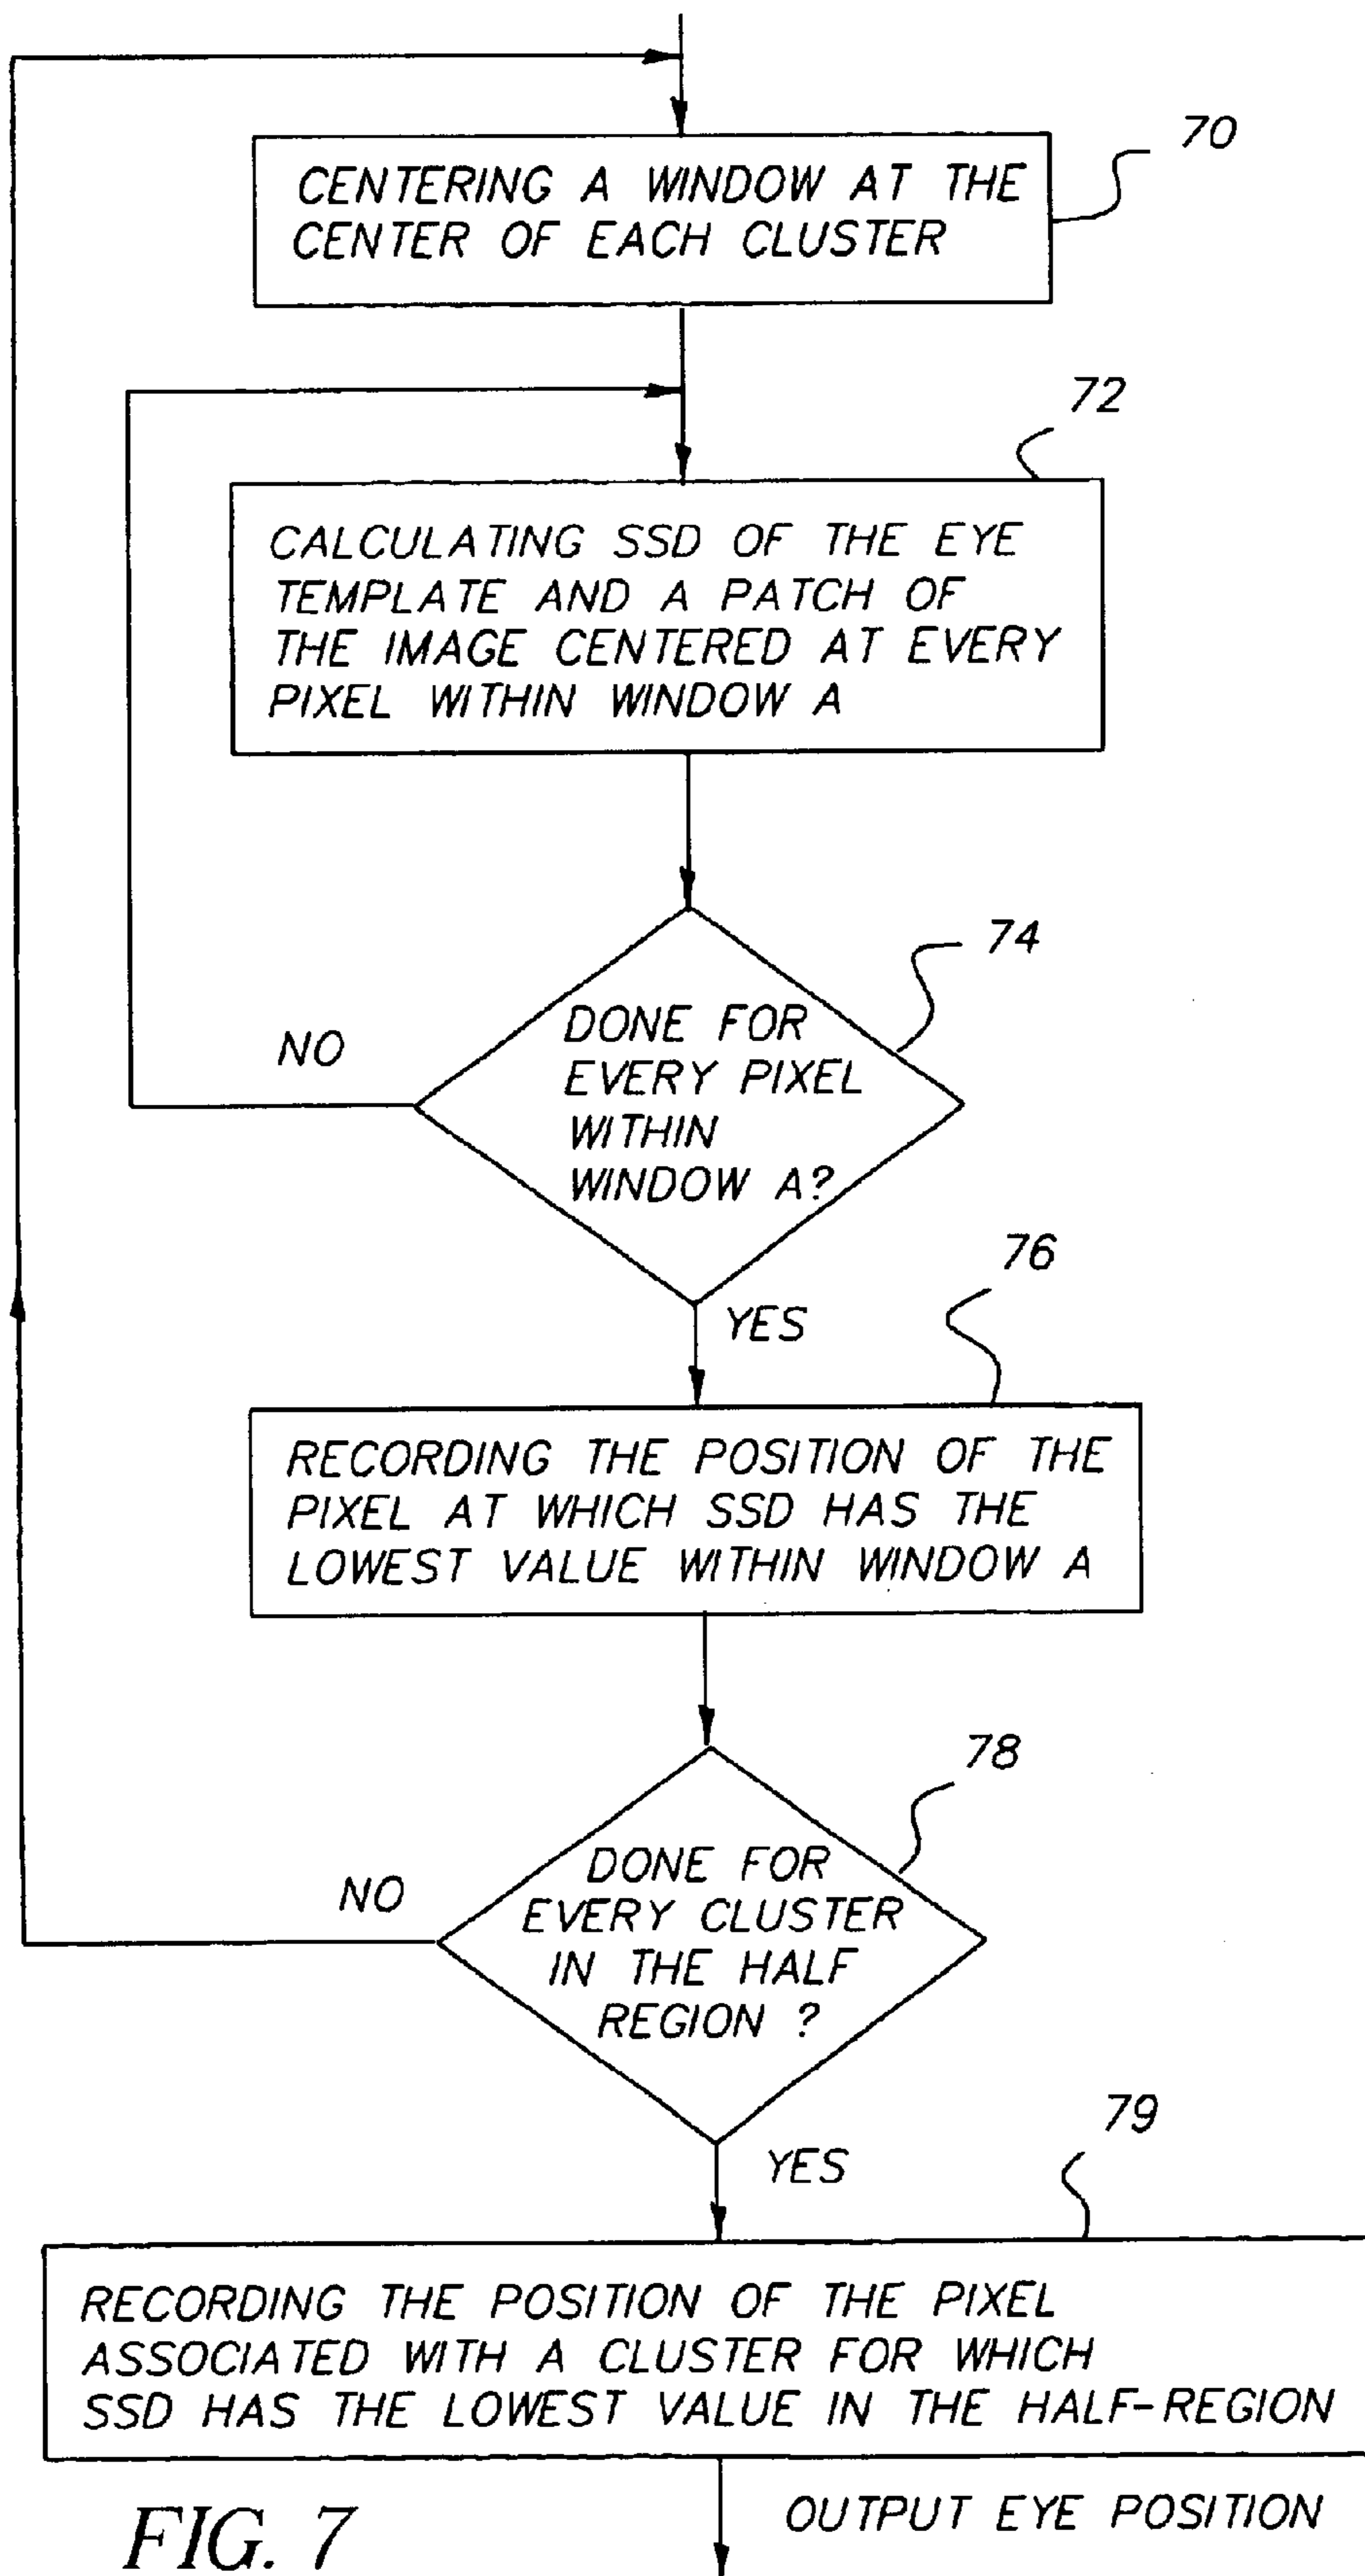 70
CENTERING A WINDOW AT THE
CENTER OF EACH CLUSTER
72
CALCULATING SSD OF THE EYE
TEMPLATE AND A PATCH OF
THE IMAGE CENTERED AT EVERY
PIXEL WITHIN WINDOW A
74
NO
DONE FOR
EVERY PIXEL
WITHIN
WINDOW A?
76
YES
RECORDING THE POSITION OF THE
PIXEL AT WHICH SSD HAS THE
LOWEST VALUE WITHIN WINDOW A
78
NO
DONE FOR
EVERY CLUSTER
IN THE HALF
REGION ?
79
YES
RECORDING THE POSITION OF THE PIXEL
ASSOCIATED WITH A CLUSTER FOR WHICH
SSD HAS THE LOWEST VALUE IN THE HALF-REGION
OUTPUT EYE POSITION
FIG. 7